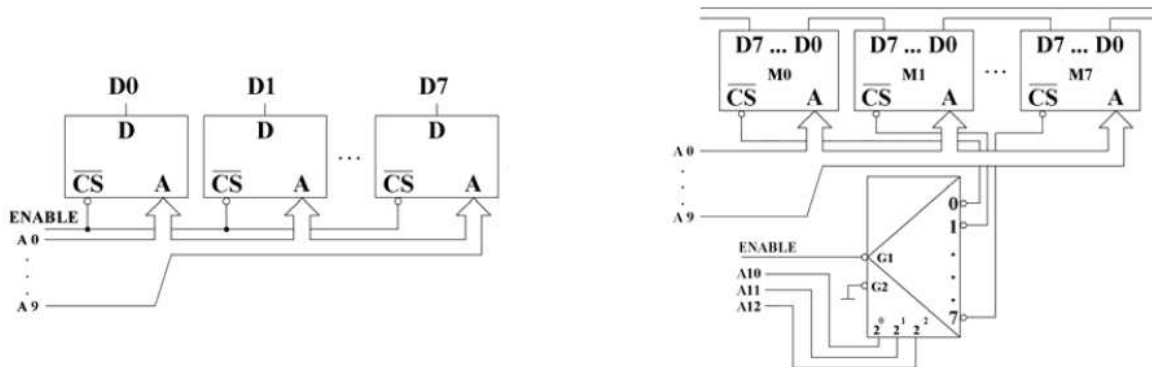 D0 D1 D7
D D ... D
CS A CS A CS A
ENABLE
A 0
.
.
.
A 9
D7 ... D0 D7 ... D0 D7 ... D0
M0 M1 ... M7
CS A CS A CS A
A 0
.
.
.
A 9
0
1
.
.
.
7
ENABLE
G1
A10
G2
A11
A12
2^0 2^1 2^2